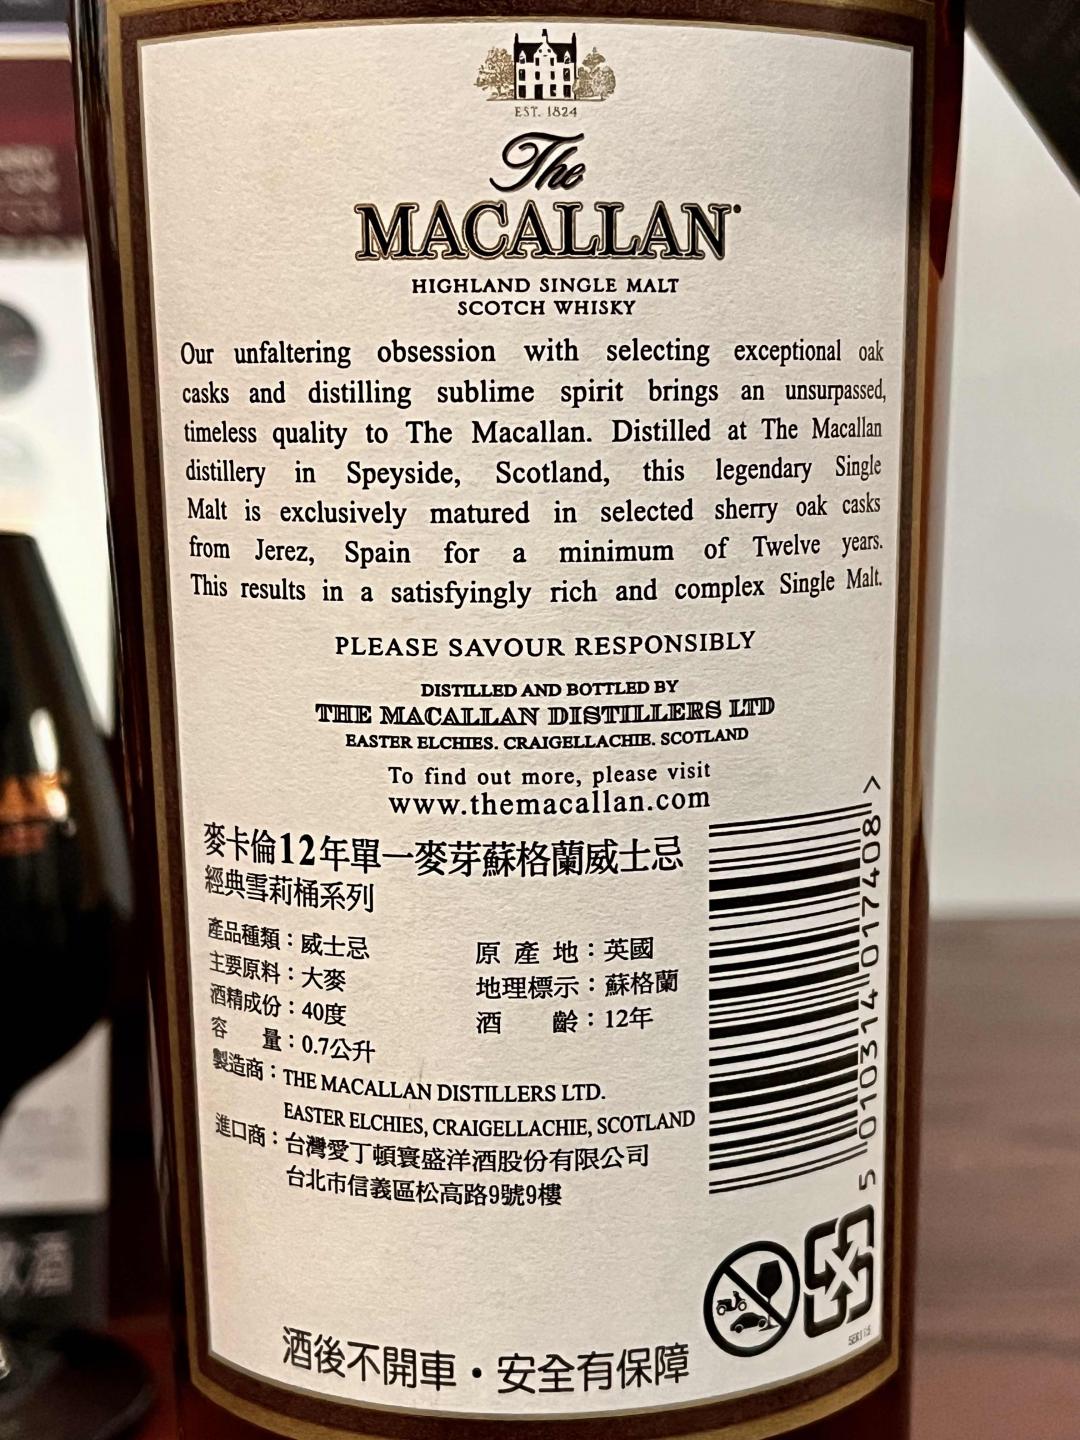 EST. 1824
The
MACALLAN
HIGHLAND SINGLE MALT
SCOTCH WHISKY
Our unfaltering obsession with selecting exceptional oak
casks and distilling sublime spirit brings an unsurpassed,
timeless quality to The Macallan. Distilled at The Macallan
distillery in Speyside, Scotland, this legendary Single
Malt is exclusively matured in selected sherry oak casks
from Jerez, Spain for a minimum of Twelve years.
This results in a satisfyingly rich and complex Single Malt.
PLEASE SAVOUR RESPONSIBLY
DISTILLED AND BOTTLED BY
THE MACALLAN DISTILLERS LTD
EASTER ELCHIES. CRAIGELLACHIE. SCOTLAND
To find out more, please visit
www.themacallan.com
麥卡倫12年單一麥芽蘇格蘭威士忌
經典雪莉桶系列
產品種類：威士忌 原產地：英國
主要原料：大麥 地理標示：蘇格蘭
酒精成份：40度 酒齡：12年
容量：0.7公升
製造商：THE MACALLAN DISTILLERS LTD.
EASTER ELCHIES, CRAIGELLACHIE, SCOTLAND
進口商：台灣愛丁頓寰盛洋酒股份有限公司
台北市信義區松高路9號9樓
5 010314 017408 >
酒後不開車・安全有保障